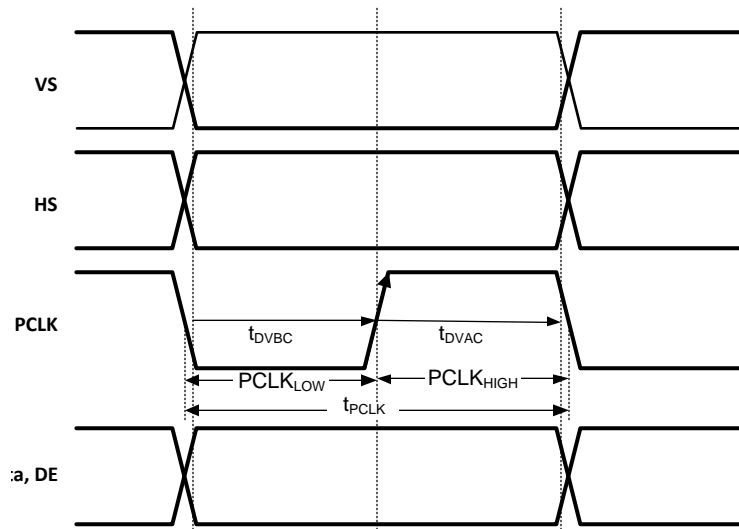 VS
HS
PCLK
tDVBC
tDVAC
PCLKLOW
PCLKHIGH
tPCLK
:a, DE